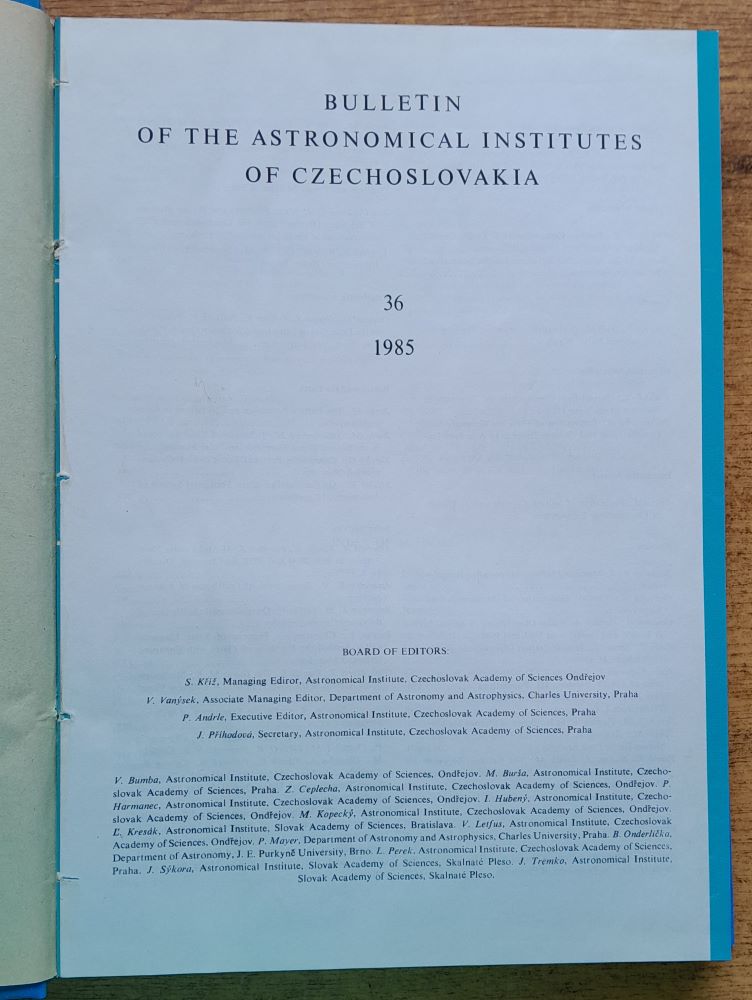 BULLETIN
OF THE ASTRONOMICAL INSTITUTES
OF CZECHOSLOVAKIA
36
1985
BOARD OF EDITORS:
S. Kříž, Managing Ediror, Astronomical Institute, Czechoslovak Academy of Sciences Ondřejov
V. Vanýsek, Associate Managing Editor, Department of Astronomy and Astrophysics, Charles University, Praha
P. Andrle, Executive Editor, Astronomical Institute, Czechoslovak Academy of Sciences, Praha
J. Příhodová, Secretary, Astronomical Institute, Czechoslovak Academy of Sciences, Praha
V. Bumba, Astronomical Institute, Czechoslovak Academy of Sciences, Ondřejov. M. Burša, Astronomical Institute, Czecho-
slovak Academy of Sciences, Praha. Z. Ceplecha, Astronomical Institute, Czechoslovak Academy of Sciences, Ondřejov. P.
Harmanec, Astronomical Institute, Czechoslovak Academy of Sciences, Ondřejov. I. Hubený, Astronomical Institute, Czecho-
slovak Academy of Sciences, Ondřejov. M. Kopecký, Astronomical Institute, Czechoslovak Academy of Sciences, Ondřejov.
Ľ. Kresák, Astronomical Institute, Slovak Academy of Sciences, Bratislava. V. Letfus, Astronomical Institute, Czechoslovak
Academy of Sciences, Ondřejov. P. Mayer, Department of Astronomy and Astrophysics, Charles University, Praha. B. Onderlička,
Department of Astronomy, J. E. Purkyně University, Brno. L. Perek, Astronomical Institute, Czechoslovak Academy of Sciences,
Praha. J. Sýkora, Astronomical Institute, Slovak Academy of Sciences, Skalnaté Pleso. J. Tremko, Astronomical Institute,
Slovak Academy of Sciences, Skalnaté Pleso.